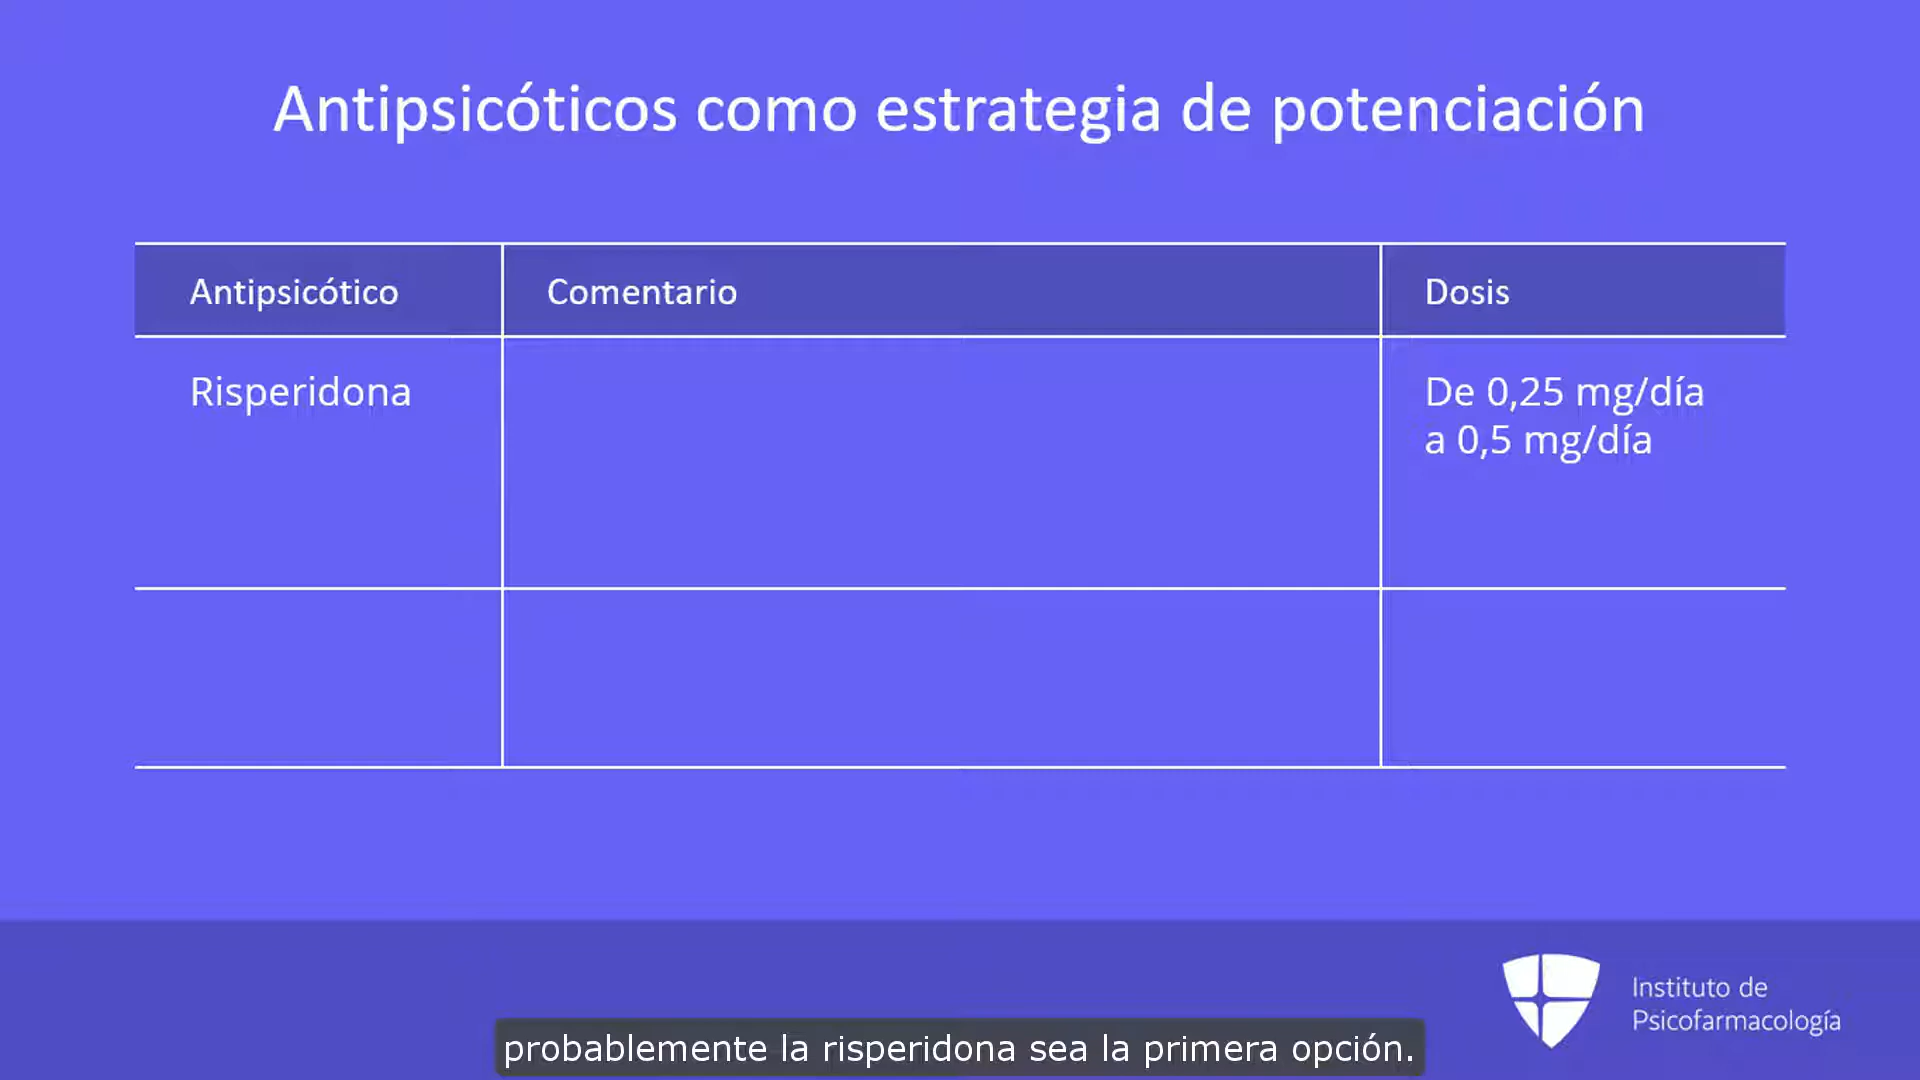 Antipsicóticos como estrategia de potenciación
Antipsicótico
Comentario
Dosis
Risperidona
De 0,25 mg/día
a 0,5 mg/día
Instituto de
Psicofarmacología
probablemente la risperidona sea la primera opción.